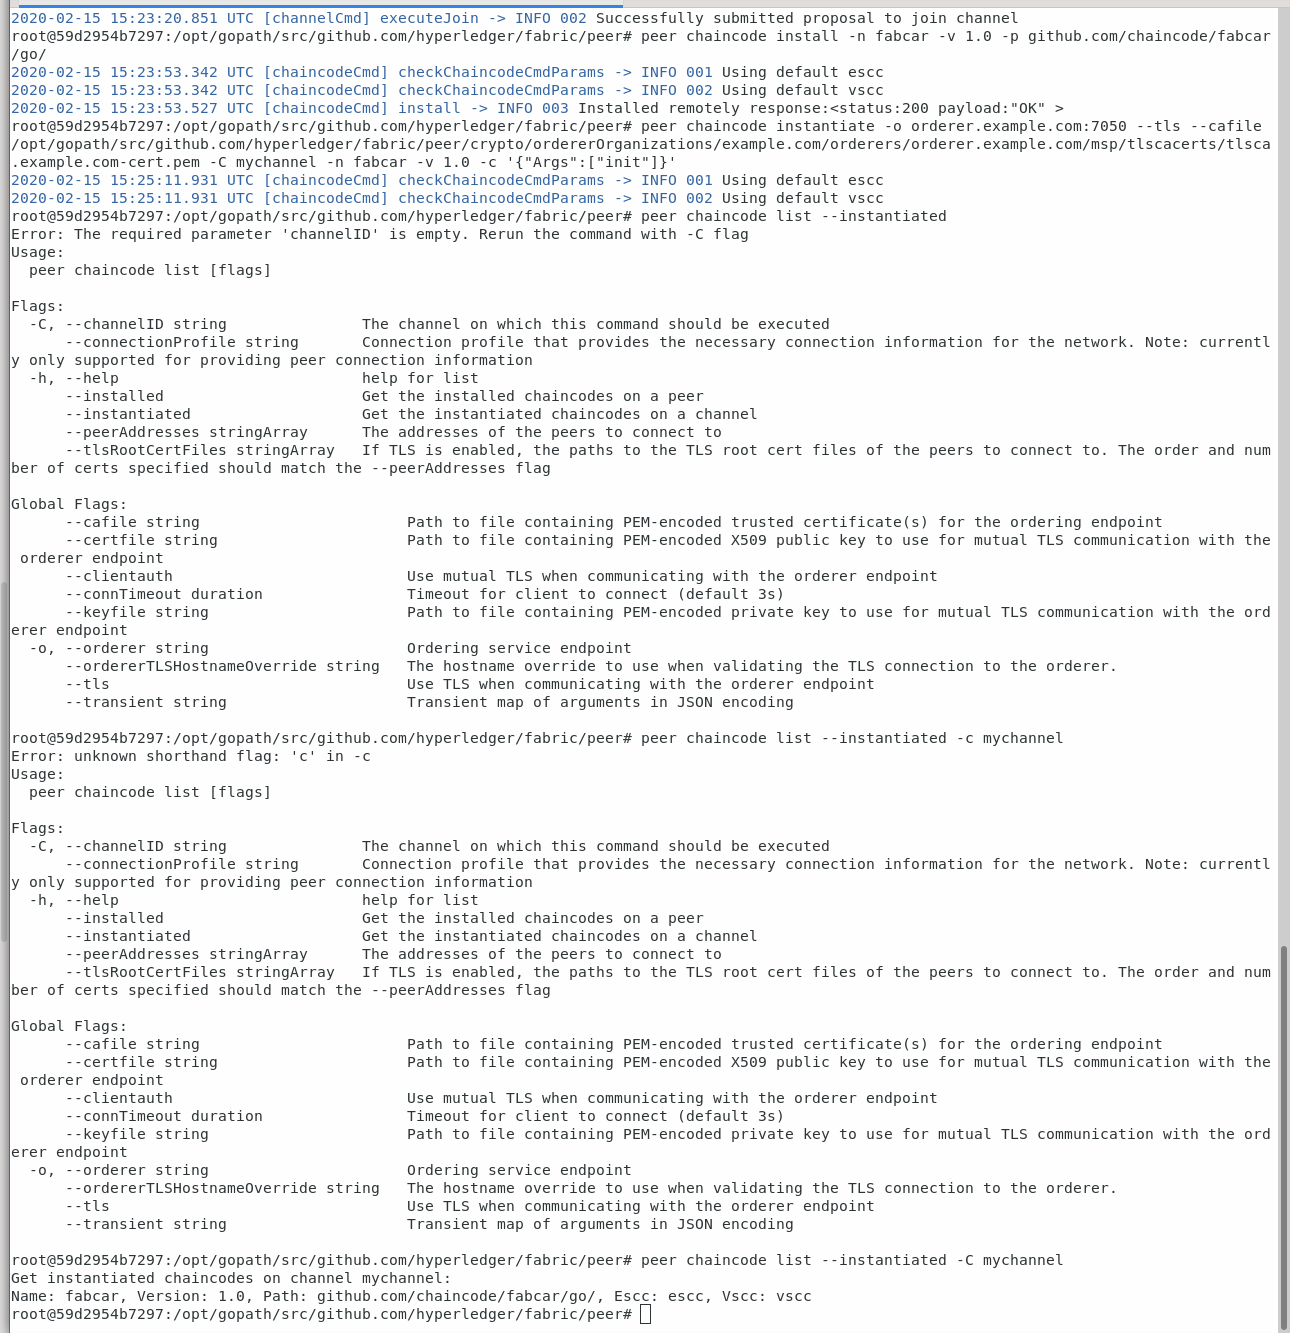 2020-02-15 15:23:20.851 UTC [channelCmd] executeJoin -> INFO 002 Successfully submitted proposal to join channel
root@59d2954b7297:/opt/gopath/src/github.com/hyperledger/fabric/peer# peer chaincode install -n fabcar -v 1.0 -p github.com/chaincode/fabcar
/go/
2020-02-15 15:23:53.342 UTC [chaincodeCmd] checkChaincodeCmdParams -> INFO 001 Using default escc
2020-02-15 15:23:53.342 UTC [chaincodeCmd] checkChaincodeCmdParams -> INFO 002 Using default vscc
2020-02-15 15:23:53.527 UTC [chaincodeCmd] install -> INFO 003 Installed remotely response:<status:200 payload:"OK" >
root@59d2954b7297:/opt/gopath/src/github.com/hyperledger/fabric/peer# peer chaincode instantiate -o orderer.example.com:7050 --tls --cafile
/opt/gopath/src/github.com/hyperledger/fabric/peer/crypto/ordererOrganizations/example.com/orderers/orderer.example.com/msp/tlscacerts/tlsca
.example.com-cert.pem -C mychannel -n fabcar -v 1.0 -c '{"Args":["init"]}'
2020-02-15 15:25:11.931 UTC [chaincodeCmd] checkChaincodeCmdParams -> INFO 001 Using default escc
2020-02-15 15:25:11.931 UTC [chaincodeCmd] checkChaincodeCmdParams -> INFO 002 Using default vscc
root@59d2954b7297:/opt/gopath/src/github.com/hyperledger/fabric/peer# peer chaincode list --instantiated
Error: The required parameter 'channelID' is empty. Rerun the command with -C flag
Usage:
  peer chaincode list [flags]

Flags:
  -C, --channelID string               The channel on which this command should be executed
      --connectionProfile string       Connection profile that provides the necessary connection information for the network. Note: currentl
y only supported for providing peer connection information
  -h, --help                           help for list
      --installed                      Get the installed chaincodes on a peer
      --instantiated                   Get the instantiated chaincodes on a channel
      --peerAddresses stringArray      The addresses of the peers to connect to
      --tlsRootCertFiles stringArray   If TLS is enabled, the paths to the TLS root cert files of the peers to connect to. The order and num
ber of certs specified should match the --peerAddresses flag

Global Flags:
      --cafile string                       Path to file containing PEM-encoded trusted certificate(s) for the ordering endpoint
      --certfile string                     Path to file containing PEM-encoded X509 public key to use for mutual TLS communication with the
 orderer endpoint
      --clientauth                          Use mutual TLS when communicating with the orderer endpoint
      --connTimeout duration                Timeout for client to connect (default 3s)
      --keyfile string                      Path to file containing PEM-encoded private key to use for mutual TLS communication with the ord
erer endpoint
  -o, --orderer string                      Ordering service endpoint
      --ordererTLSHostnameOverride string   The hostname override to use when validating the TLS connection to the orderer.
      --tls                                 Use TLS when communicating with the orderer endpoint
      --transient string                    Transient map of arguments in JSON encoding

root@59d2954b7297:/opt/gopath/src/github.com/hyperledger/fabric/peer# peer chaincode list --instantiated -c mychannel
Error: unknown shorthand flag: 'c' in -c
Usage:
  peer chaincode list [flags]

Flags:
  -C, --channelID string               The channel on which this command should be executed
      --connectionProfile string       Connection profile that provides the necessary connection information for the network. Note: currentl
y only supported for providing peer connection information
  -h, --help                           help for list
      --installed                      Get the installed chaincodes on a peer
      --instantiated                   Get the instantiated chaincodes on a channel
      --peerAddresses stringArray      The addresses of the peers to connect to
      --tlsRootCertFiles stringArray   If TLS is enabled, the paths to the TLS root cert files of the peers to connect to. The order and num
ber of certs specified should match the --peerAddresses flag

Global Flags:
      --cafile string                       Path to file containing PEM-encoded trusted certificate(s) for the ordering endpoint
      --certfile string                     Path to file containing PEM-encoded X509 public key to use for mutual TLS communication with the
 orderer endpoint
      --clientauth                          Use mutual TLS when communicating with the orderer endpoint
      --connTimeout duration                Timeout for client to connect (default 3s)
      --keyfile string                      Path to file containing PEM-encoded private key to use for mutual TLS communication with the ord
erer endpoint
  -o, --orderer string                      Ordering service endpoint
      --ordererTLSHostnameOverride string   The hostname override to use when validating the TLS connection to the orderer.
      --tls                                 Use TLS when communicating with the orderer endpoint
      --transient string                    Transient map of arguments in JSON encoding

root@59d2954b7297:/opt/gopath/src/github.com/hyperledger/fabric/peer# peer chaincode list --instantiated -C mychannel
Get instantiated chaincodes on channel mychannel:
Name: fabcar, Version: 1.0, Path: github.com/chaincode/fabcar/go/, Escc: escc, Vscc: vscc
root@59d2954b7297:/opt/gopath/src/github.com/hyperledger/fabric/peer#